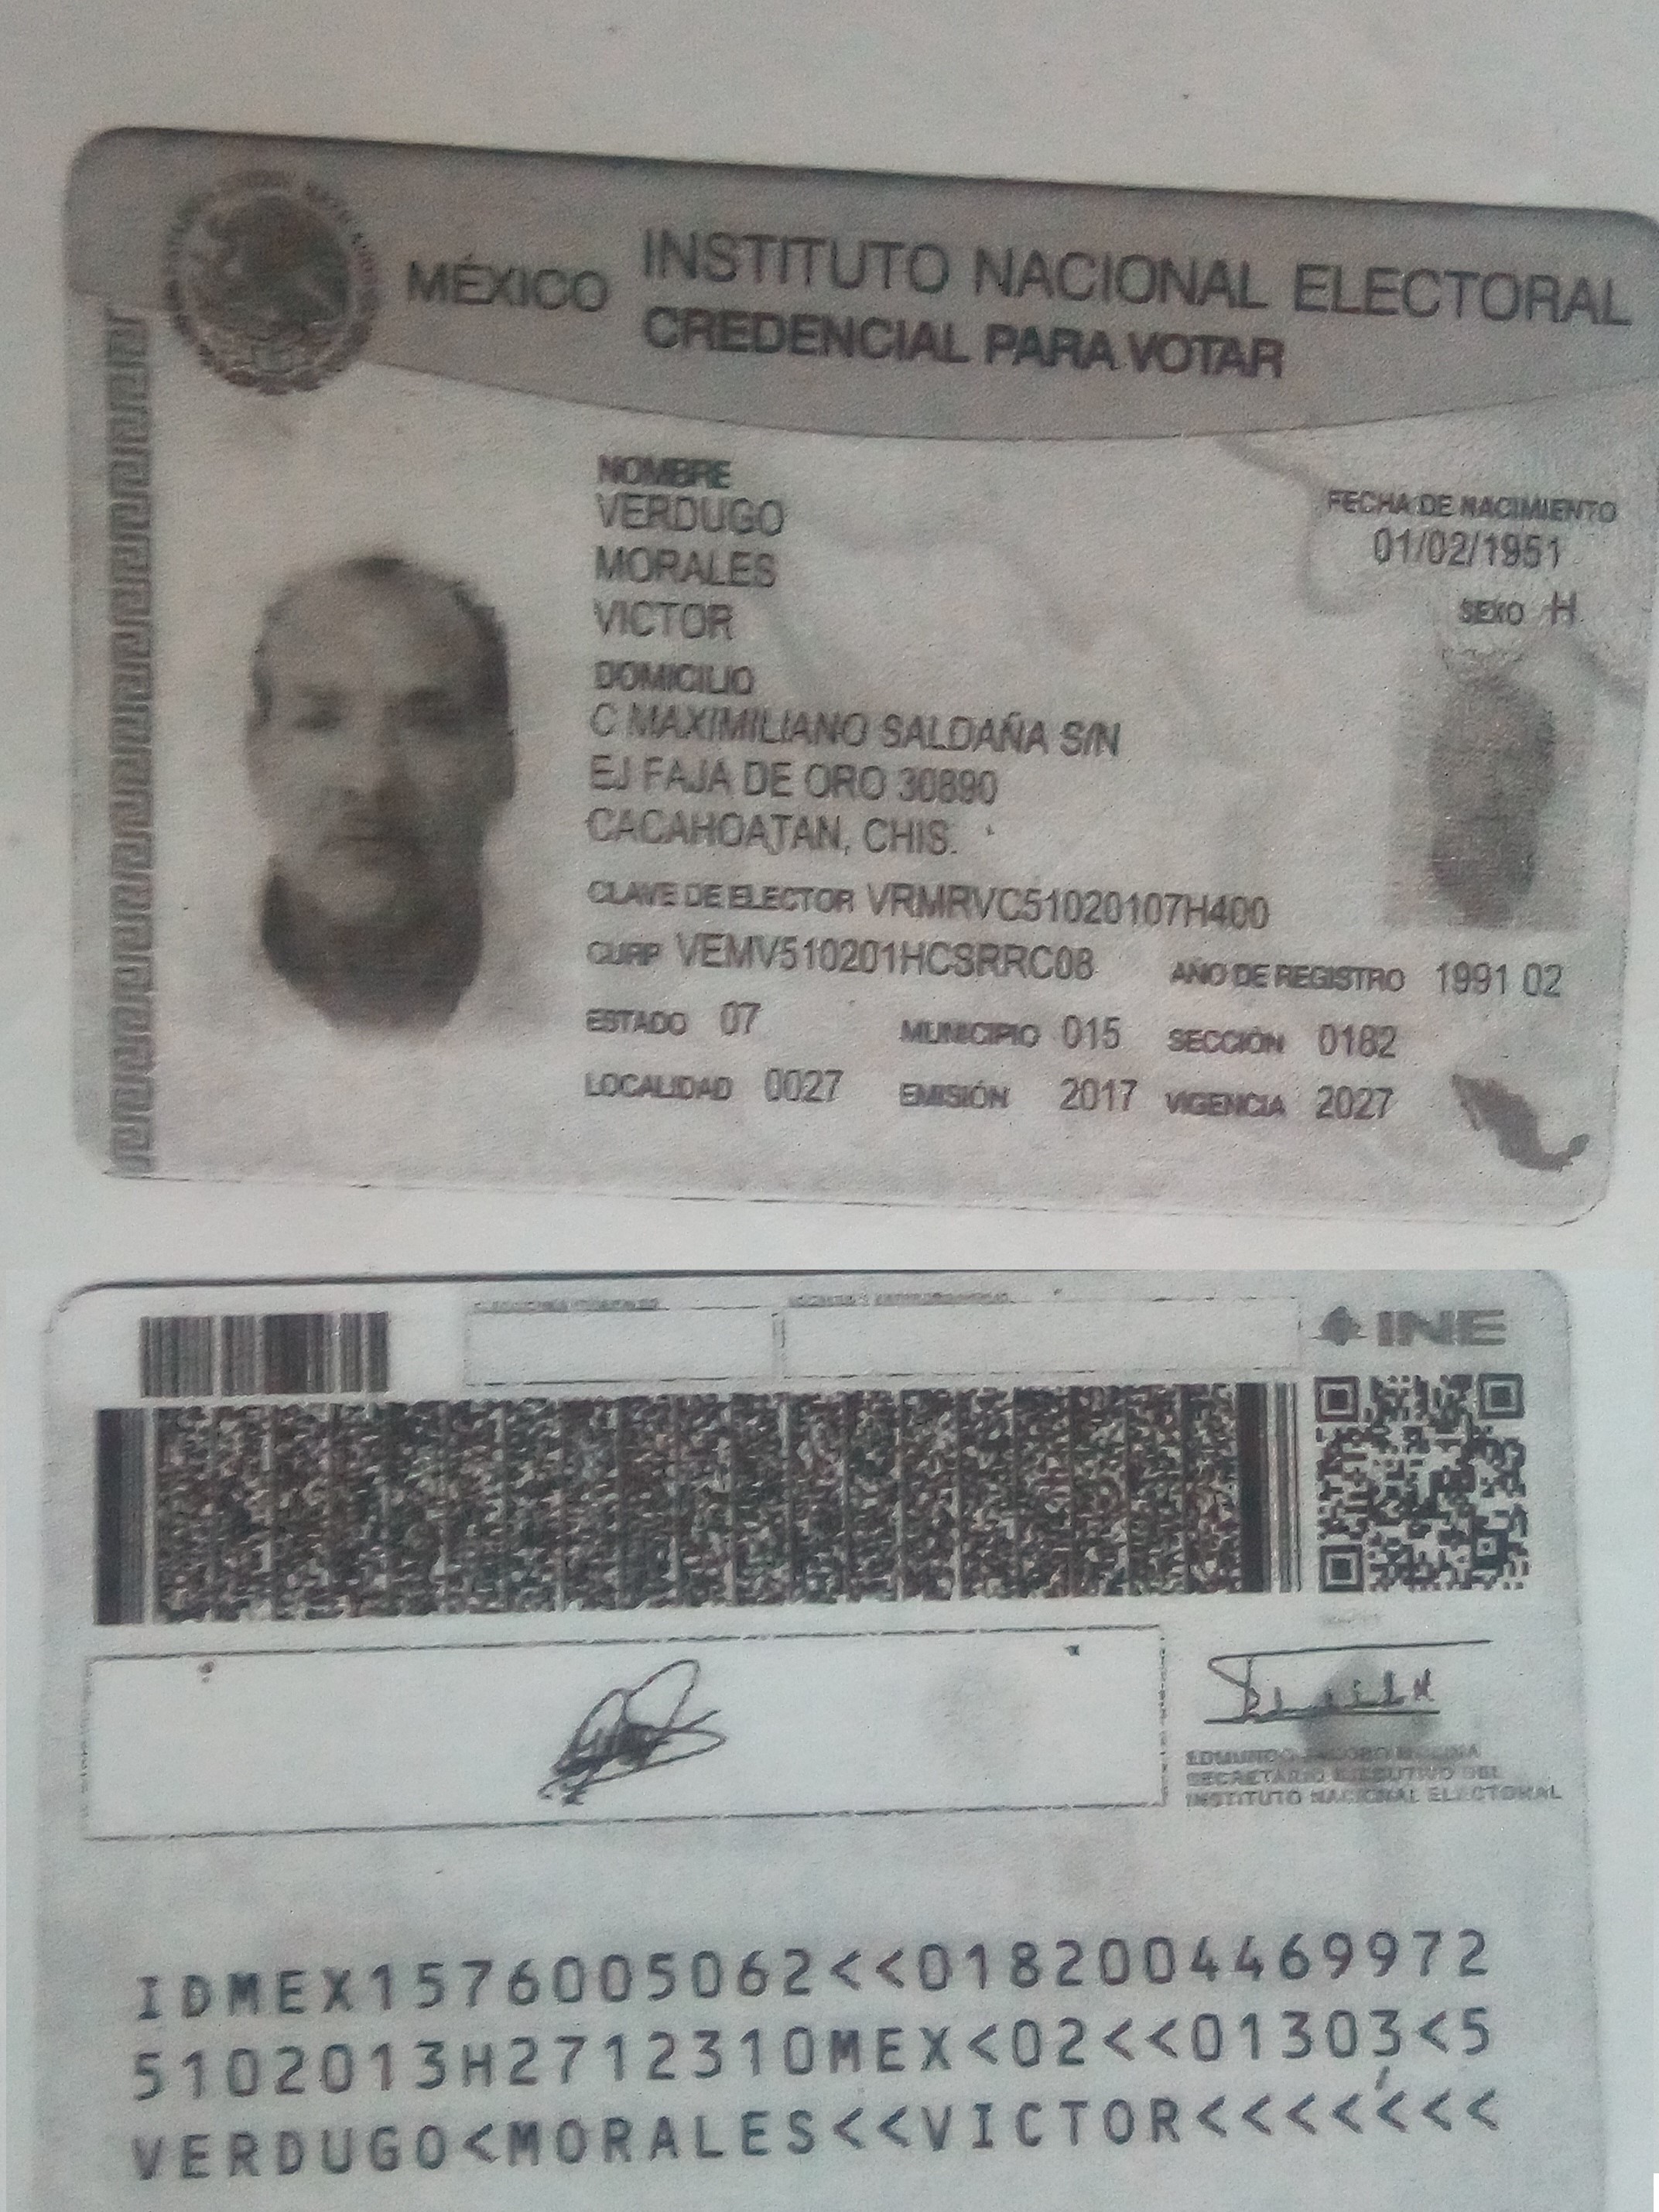 MÉXICO INSTITUTO NACIONAL ELECTORAL
CREDENCIAL PARA VOTAR
NOMBRE
VERDUGO
MORALES
VICTOR
FECHA DE NACIMIENTO
01/02/1951
SEXO H
DOMICILIO
C MAXIMILIANO SALDAÑA S/N
EJ FAJA DE ORO 30890
CACAHOATAN, CHIS.
CLAVE DE ELECTOR VRMRVC51020107H400
CURP VEMV510201HCSRRC08 AÑO DE REGISTRO 1991 02
ESTADO 07 MUNICIPIO 015 SECCIÓN 0182
LOCALIDAD 0027 EMISIÓN 2017 VIGENCIA 2027
INE
EDMUNDO JACOBO MOLINA
SECRETARIO EJECUTIVO DEL
INSTITUTO NACIONAL ELECTORAL
IDMEX1576005062<<0182004469972
5102013H2712310MEX<02<<01303<5
VERDUGO<MORALES<<VICTOR<<<<<<<